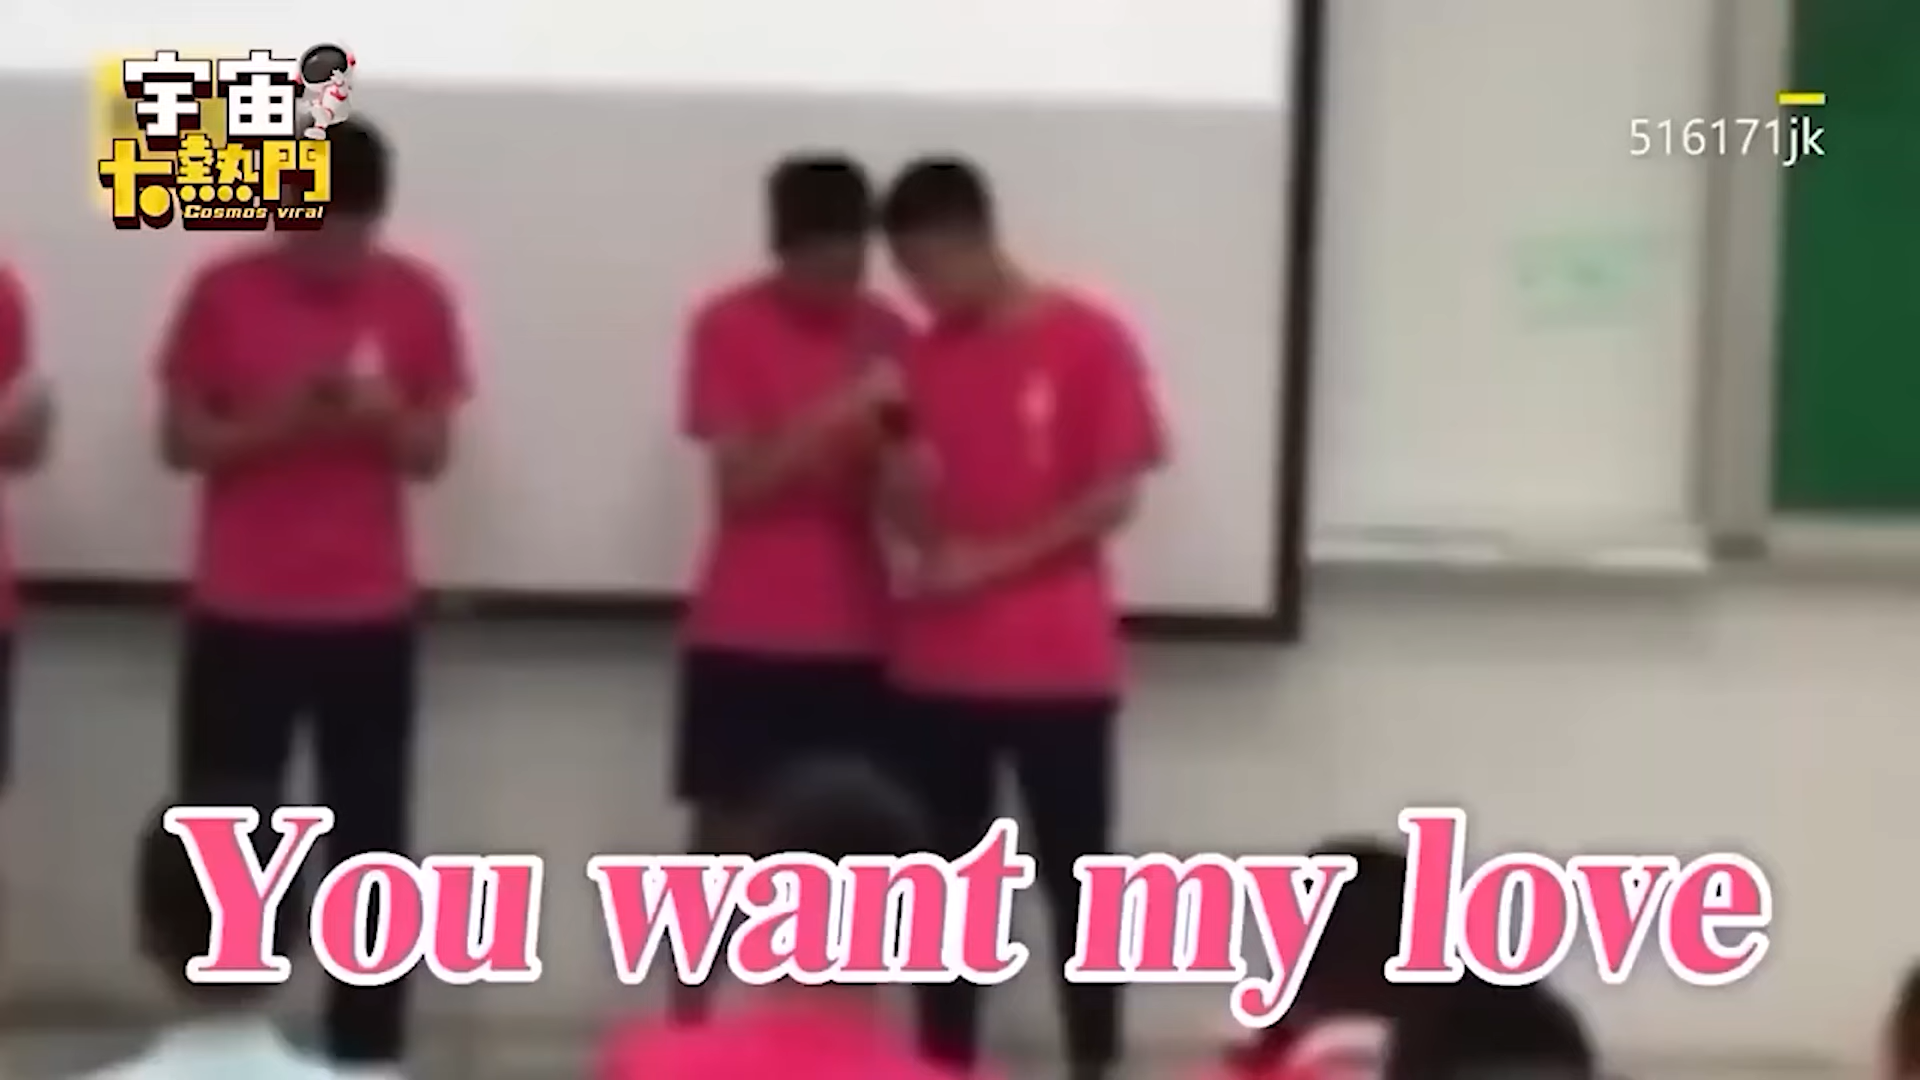 宇宙
大熱門
Cosmos viral
516171jk
You want my love